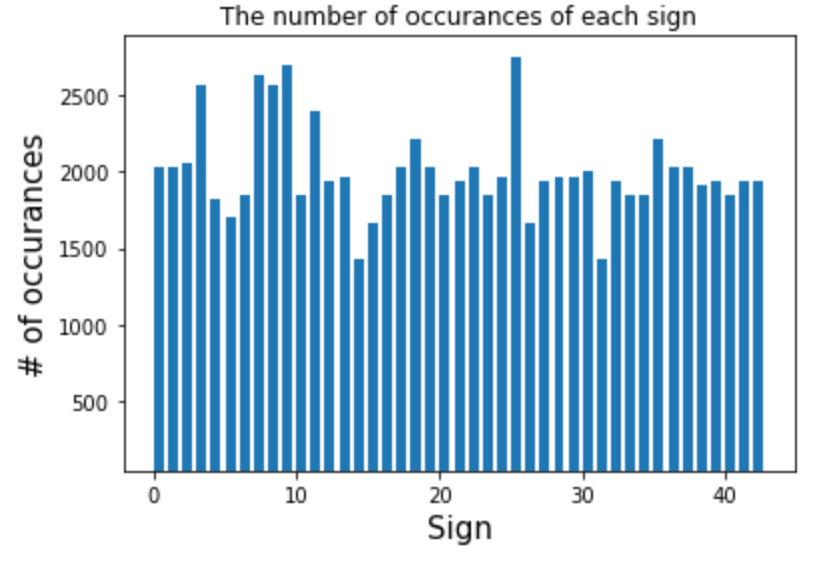 The number of occurances of each sign
# of occurances
2500
2000
1500
1000
500
0 10 20 30 40
Sign